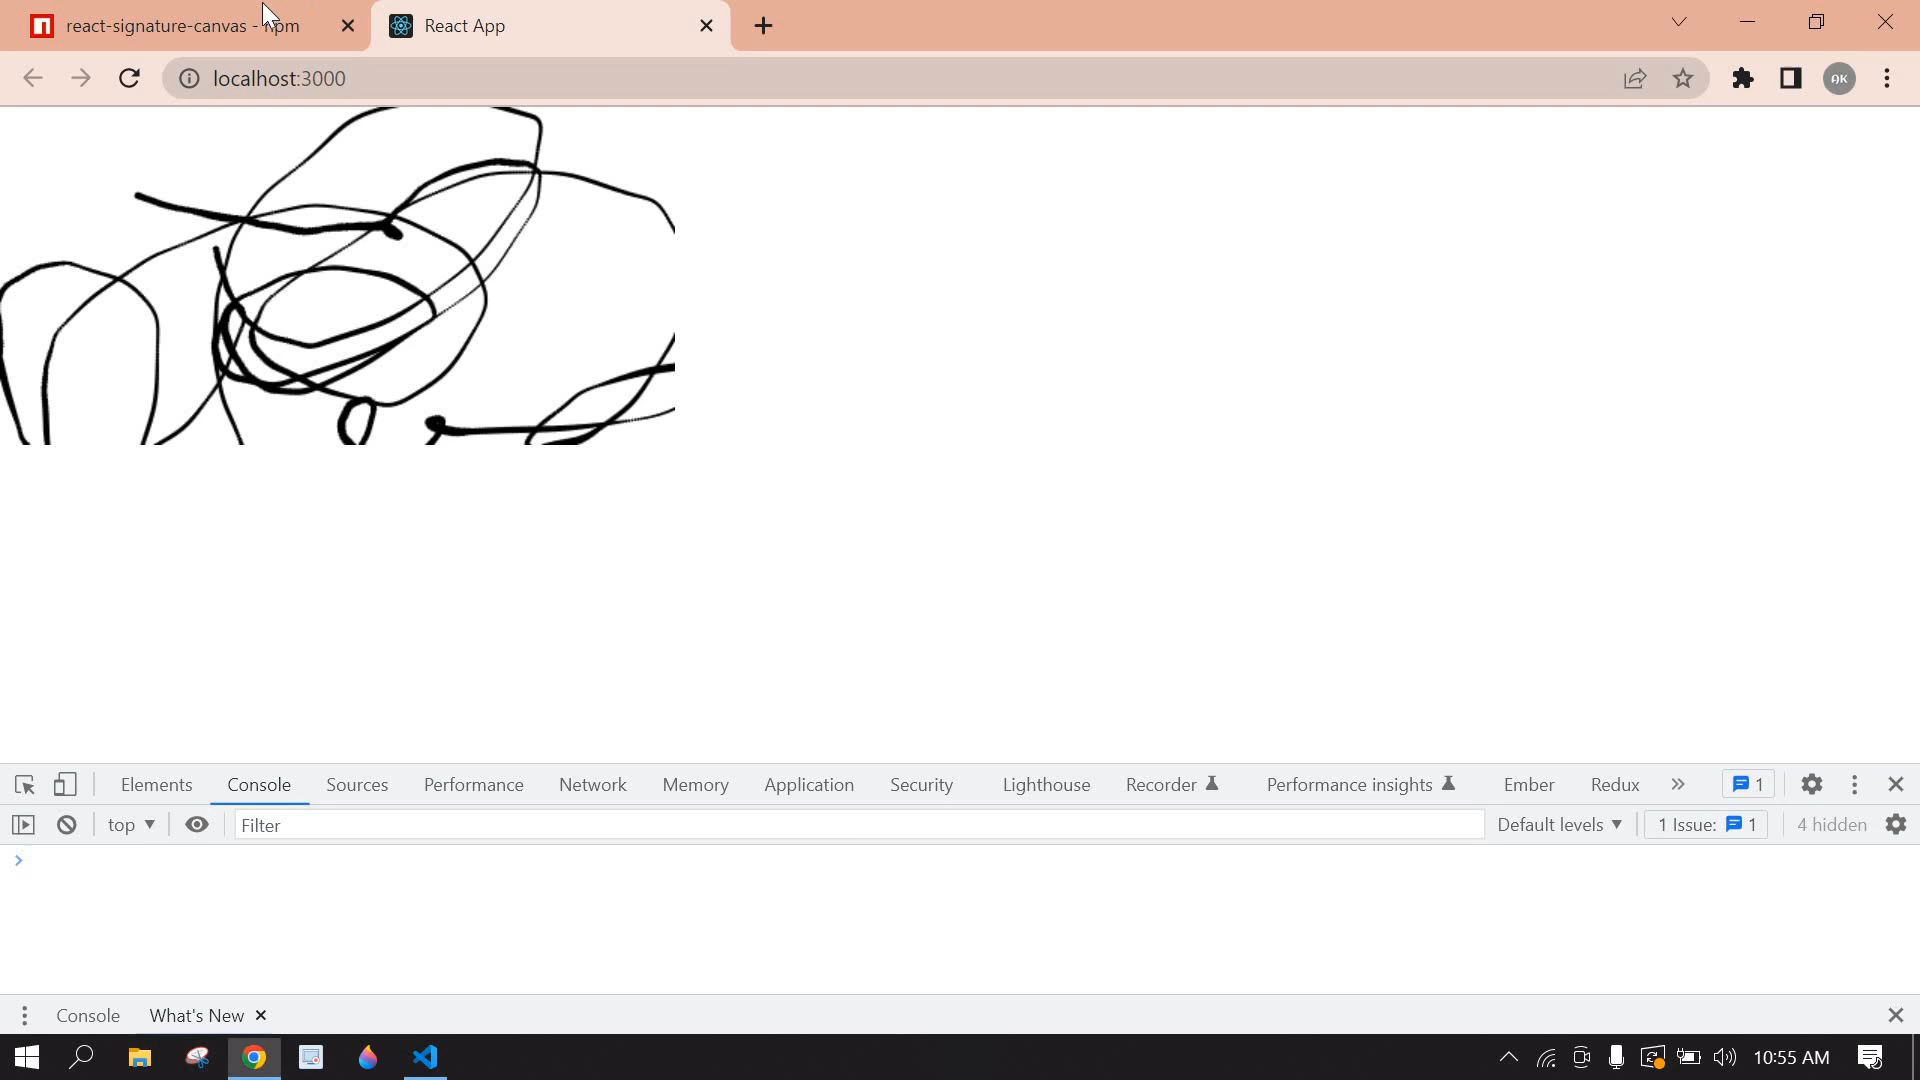 react-signature-canvas - npm
React App
localhost:3000
AK
Elements Console Sources Performance Network Memory Application Security Lighthouse Recorder Performance insights Ember Redux 1
top Filter Default levels 1 Issue: 1 4 hidden
Console What's New
10:55 AM